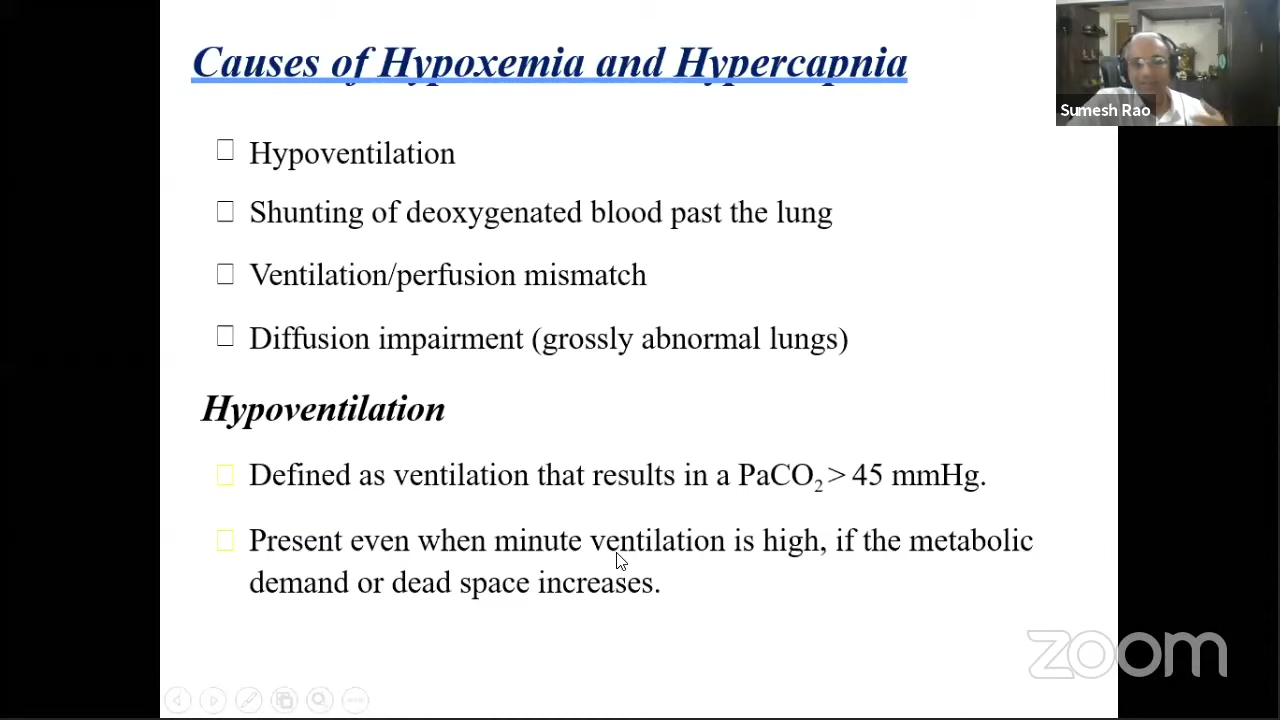 Causes of Hypoxemia and Hypercapnia
Sumesh Rao
Hypoventilation
Shunting of deoxygenated blood past the lung
Ventilation/perfusion mismatch
Diffusion impairment (grossly abnormal lungs)
Hypoventilation
Defined as ventilation that results in a PaCO₂ > 45 mmHg.
Present even when minute ventilation is high, if the metabolic
demand or dead space increases.
zoom